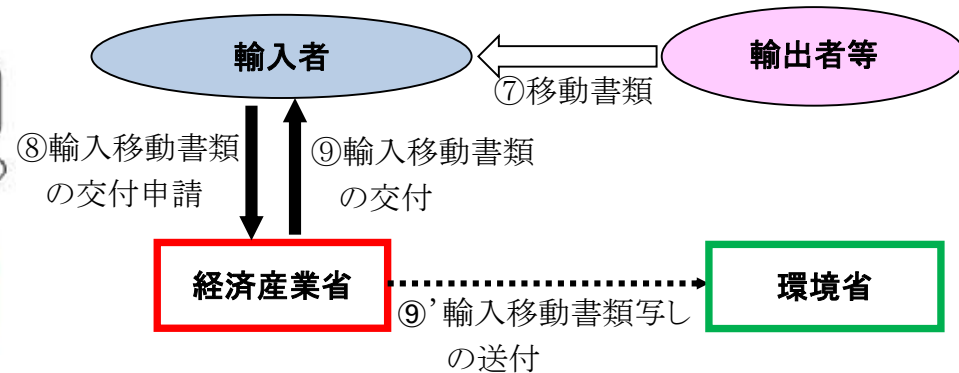 輸入者
輸出者等
⑦移動書類
⑧輸入移動書類
の交付申請
⑨輸入移動書類
の交付
経済産業省
環境省
⑨’輸入移動書類写し
の送付